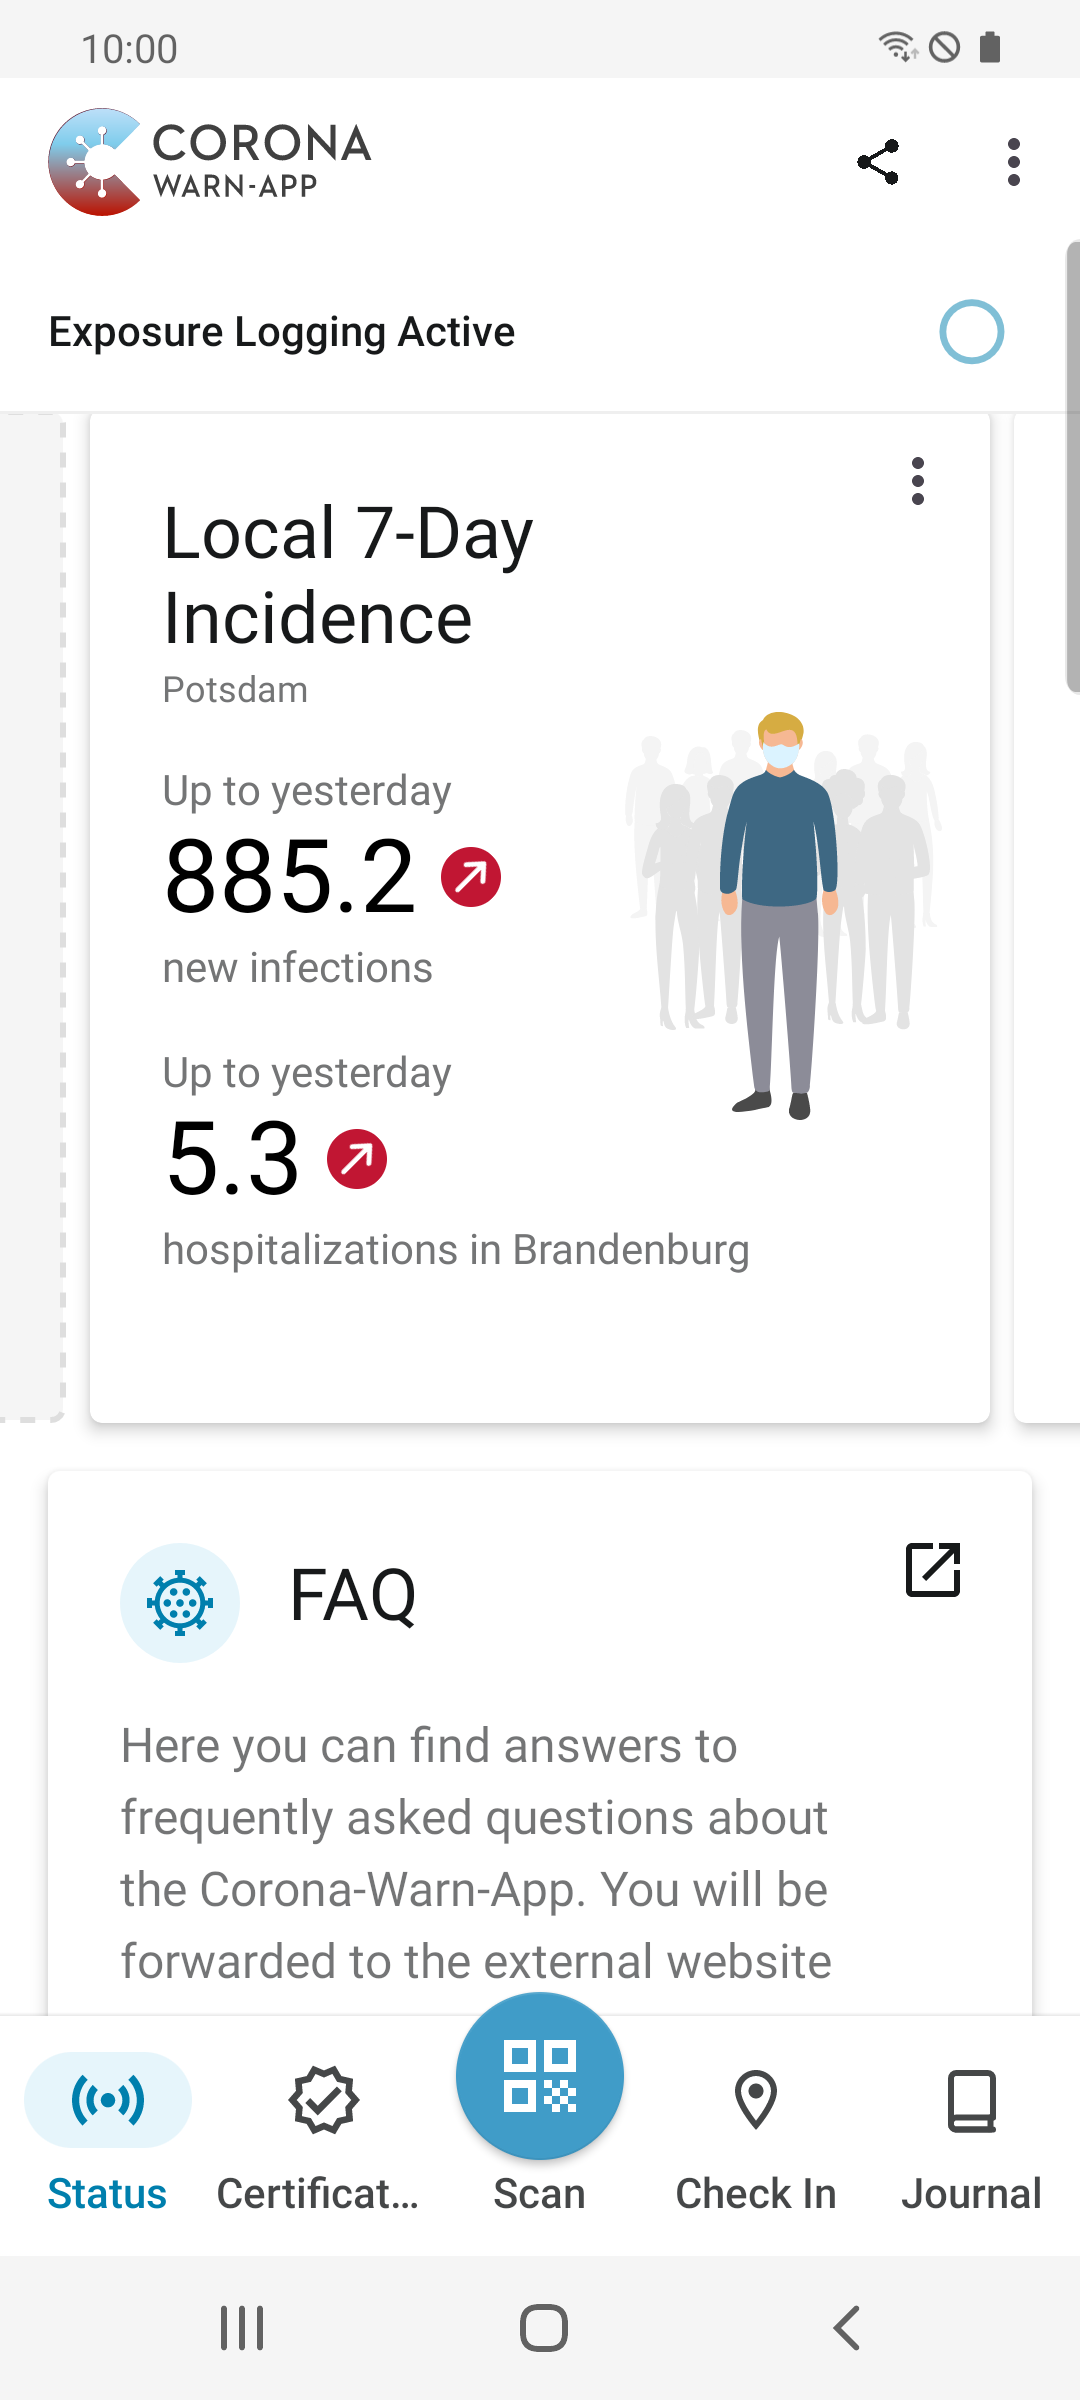 10:00
CORONA
WARN-APP
Exposure Logging Active
Local 7-Day
Incidence
Potsdam
Up to yesterday
885.2
new infections
Up to yesterday
5.3
hospitalizations in Brandenburg
FAQ
Here you can find answers to
frequently asked questions about
the Corona-Warn-App. You will be
forwarded to the external website
Status
Certificat...
Scan
Check In
Journal